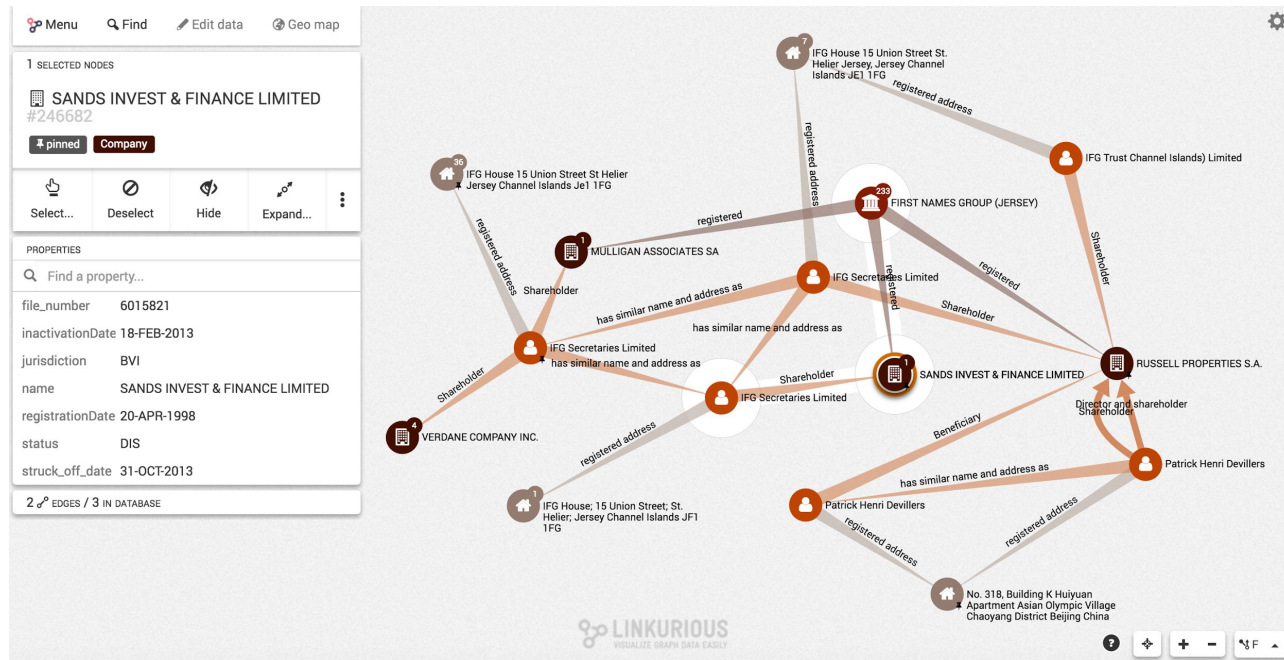 Menu
Find
Edit data
Geo map
1 SELECTED NODES
SANDS INVEST & FINANCE LIMITED
#246682
pinned
Company
Select...
Deselect
Hide
Expand...
PROPERTIES
Find a property...
file_number 6015821
inactivationDate 18-FEB-2013
jurisdiction BVI
name SANDS INVEST & FINANCE LIMITED
registrationDate 20-APR-1998
status DIS
struck_off_date 31-OCT-2013
2 EDGES / 3 IN DATABASE
7
IFG House 15 Union Street St.
Helier Jersey, Jersey Channel
Islands JE1 1FG
registered address
registered address
IFG Trust Channel Islands) Limited
36
IFG House 15 Union Street St Helier
Jersey Channel Islands Je1 1FG
registered address
233
FIRST NAMES GROUP (JERSEY)
registered
registered
registered
1
MULLIGAN ASSOCIATES SA
Shareholder
Shareholder
IFG Secretaries Limited
has similar name and address as
has similar name and address as
Shareholder
IFG Secretaries Limited
has similar name and address as
Shareholder
1
SANDS INVEST & FINANCE LIMITED
RUSSELL PROPERTIES S.A.
Shareholder
IFG Secretaries Limited
Director and shareholder
Shareholder
Beneficiary
4
VERDANE COMPANY INC.
registered address
has similar name and address as
Patrick Henri Devillers
Patrick Henri Devillers
1
IFG House; 15 Union Street; St.
Helier; Jersey Channel Islands JF1
1FG
registered address
registered address
No. 318, Building K Huiyuan
Apartment Asian Olympic Village
Chaoyang District Beijing China
LINKURIOUS
VISUALIZE GRAPH DATA EASILY
?
+
-
F